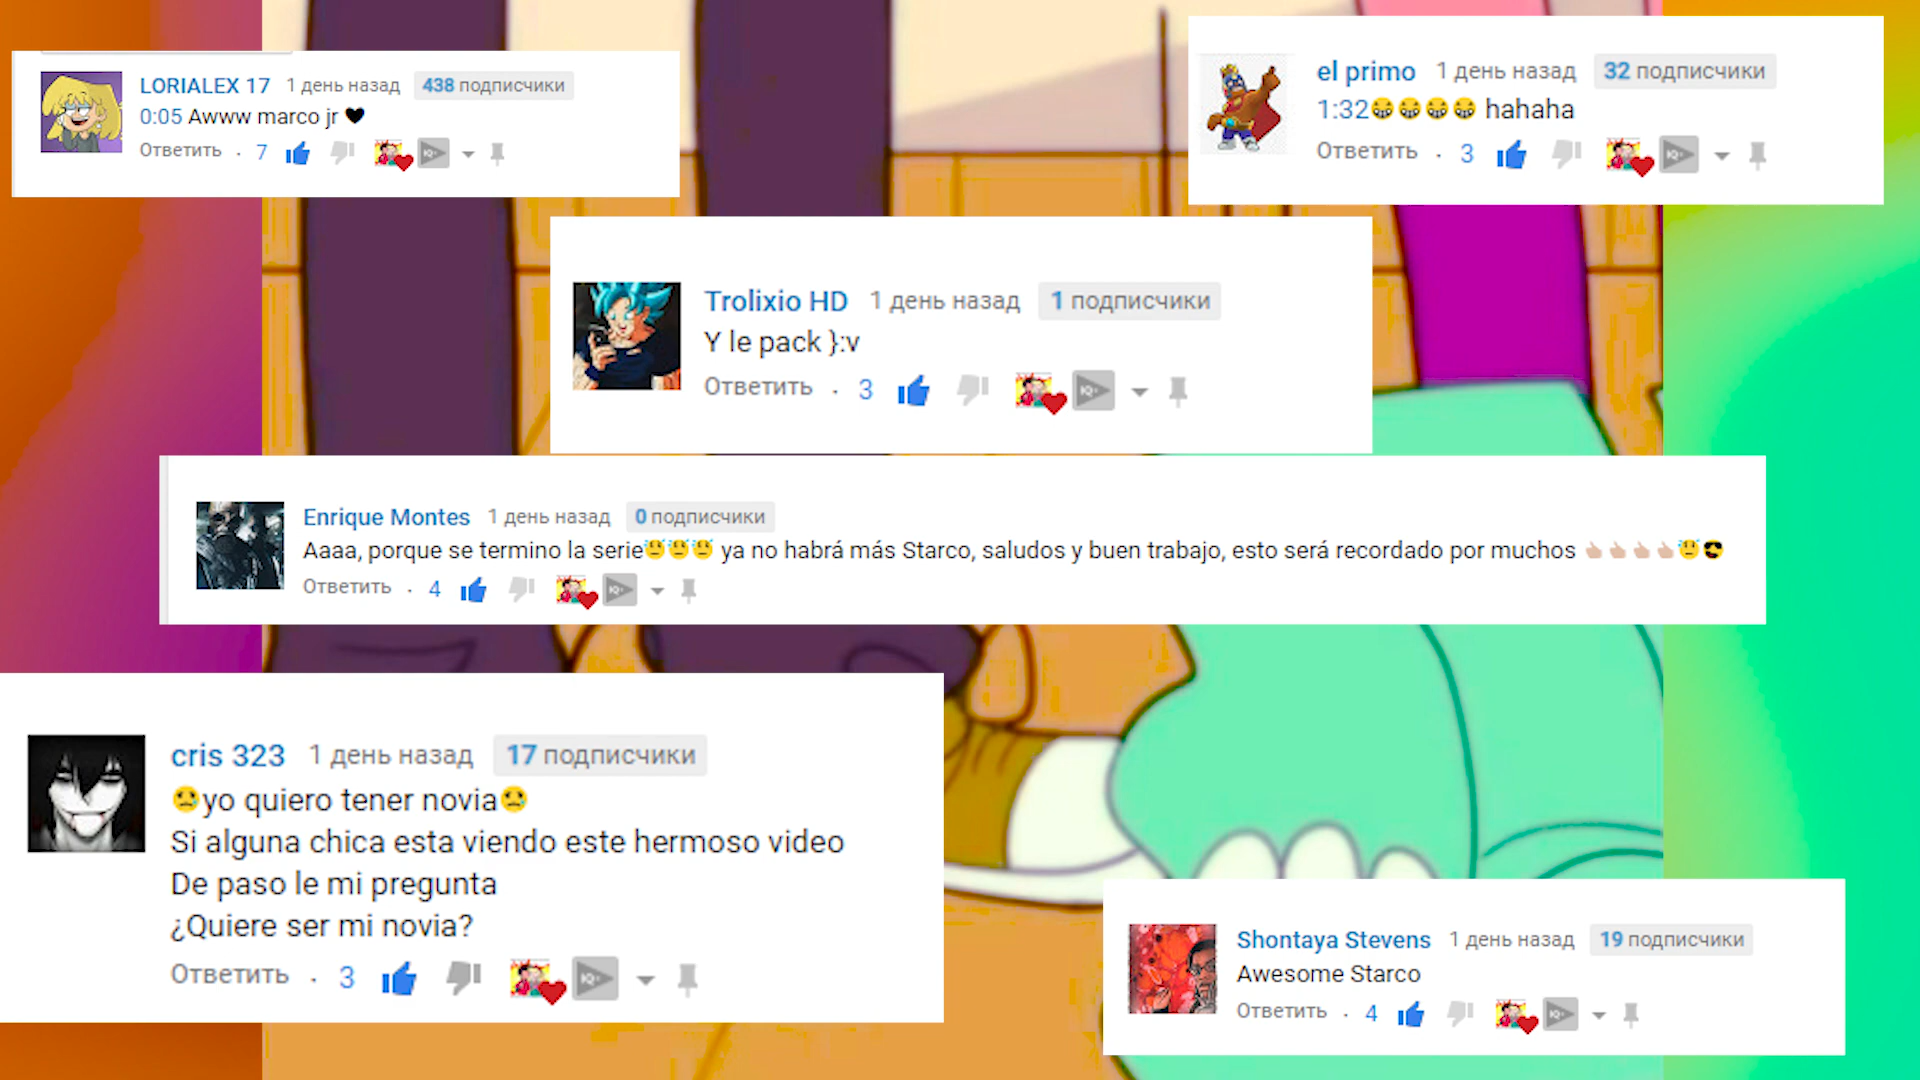 LORIALEX 17 1 день назад 438 подписчики
0:05 Awww marco jr 🖤
Ответить · 7
el primo 1 день назад 32 подписчики
1:32😂😂😂😂 hahaha
Ответить · 3
Trolixio HD 1 день назад 1 подписчики
Y le pack }:v
Ответить · 3
Enrique Montes 1 день назад 0 подписчики
Aaaa, porque se termino la serie😓😓😓 ya no habrá más Starco, saludos y buen trabajo, esto será recordado por muchos 👍🏻👍🏻👍🏻👍🏻😓😎
Ответить · 4
cris 323 1 день назад 17 подписчики
😢yo quiero tener novia😢
Si alguna chica esta viendo este hermoso video
De paso le mi pregunta
¿Quiere ser mi novia?
Ответить · 3
Shontaya Stevens 1 день назад 19 подписчики
Awesome Starco
Ответить · 4